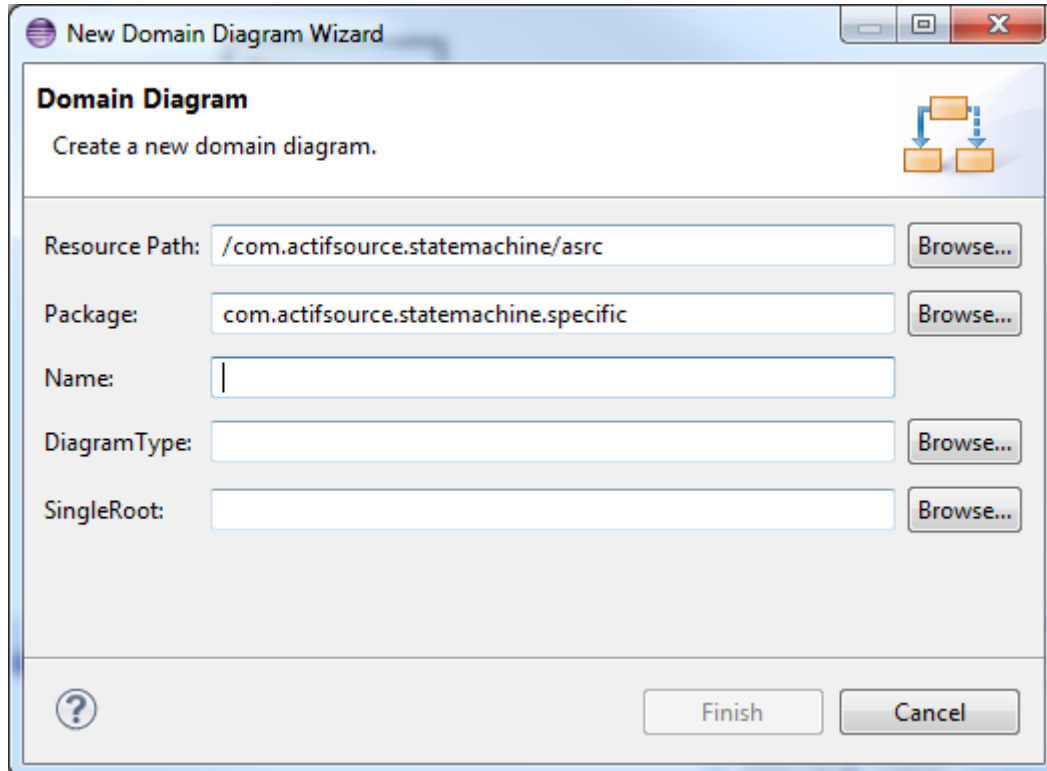 New Domain Diagram Wizard
Domain Diagram
Create a new domain diagram.
Resource Path: /com.actifsource.statemachine/asrc Browse...
Package: com.actifsource.statemachine.specific Browse...
Name:
DiagramType: Browse...
SingleRoot: Browse...
? Finish Cancel